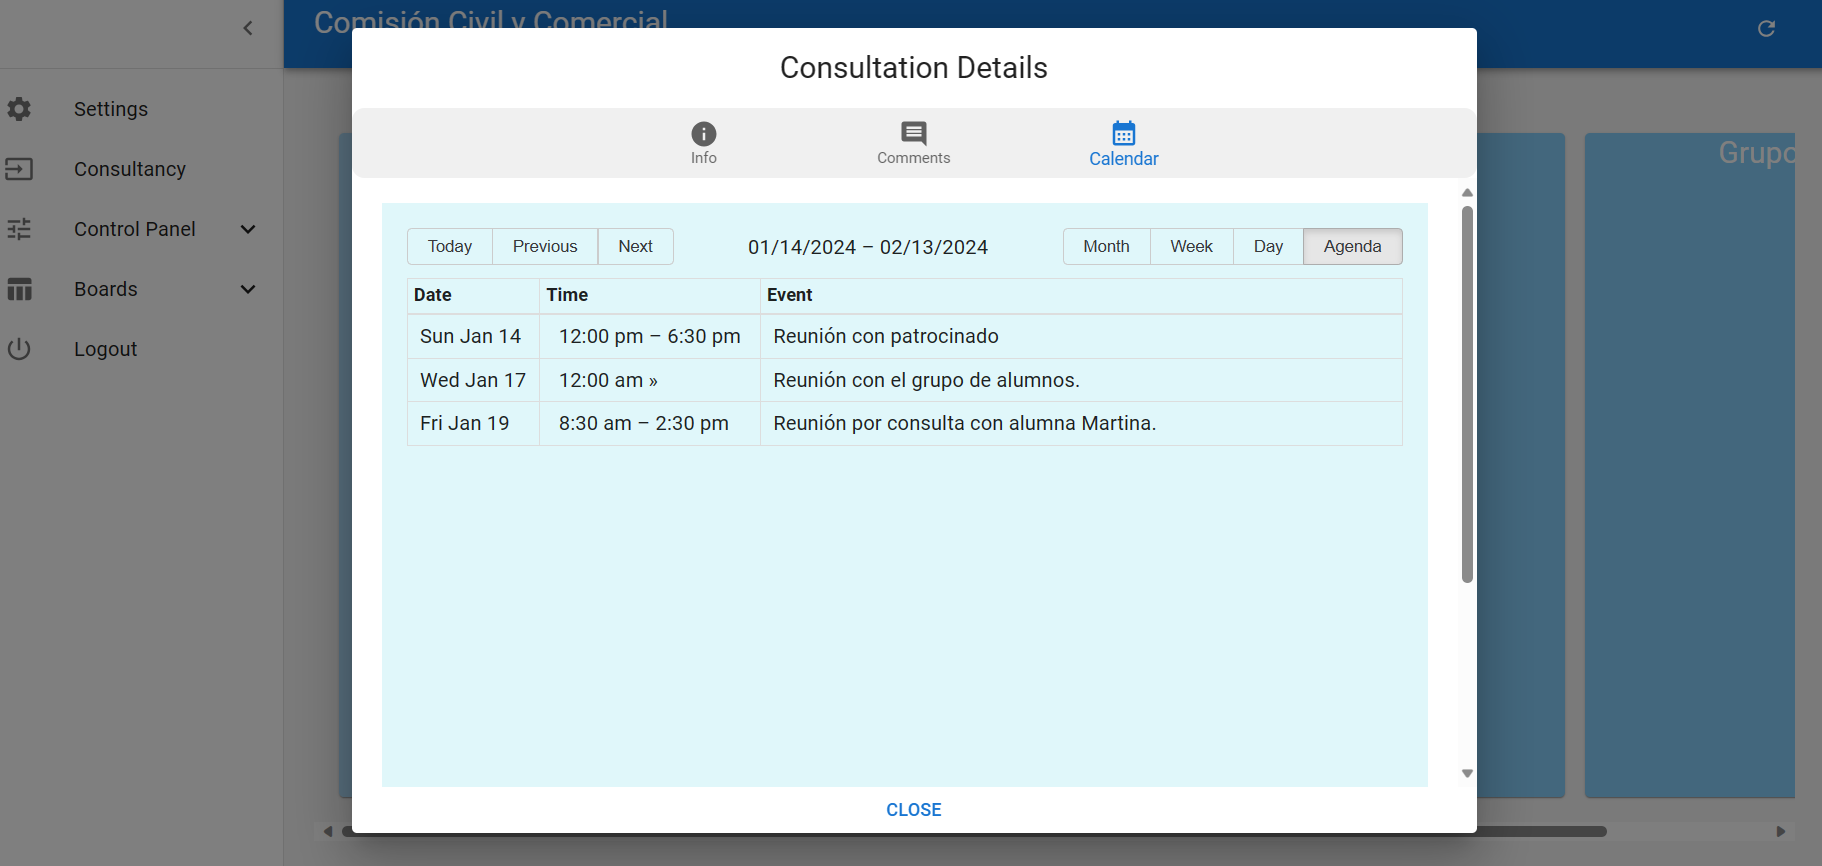 Comisión Civil y Comercial
Settings
Consultancy
Control Panel
Boards
Logout
Consultation Details
Info
Comments
Calendar
Today Previous Next 01/14/2024 – 02/13/2024 Month Week Day Agenda
Date Time Event
Sun Jan 14 12:00 pm – 6:30 pm Reunión con patrocinado
Wed Jan 17 12:00 am » Reunión con el grupo de alumnos.
Fri Jan 19 8:30 am – 2:30 pm Reunión por consulta con alumna Martina.
CLOSE
Grupo